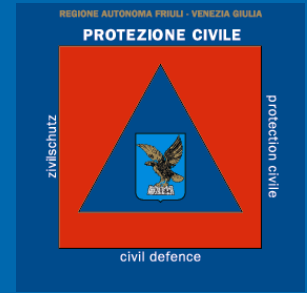 REGIONE AUTONOMA FRIULI - VENEZIA GIULIA
PROTEZIONE CIVILE
zivilschutz
protection civile
civil defence